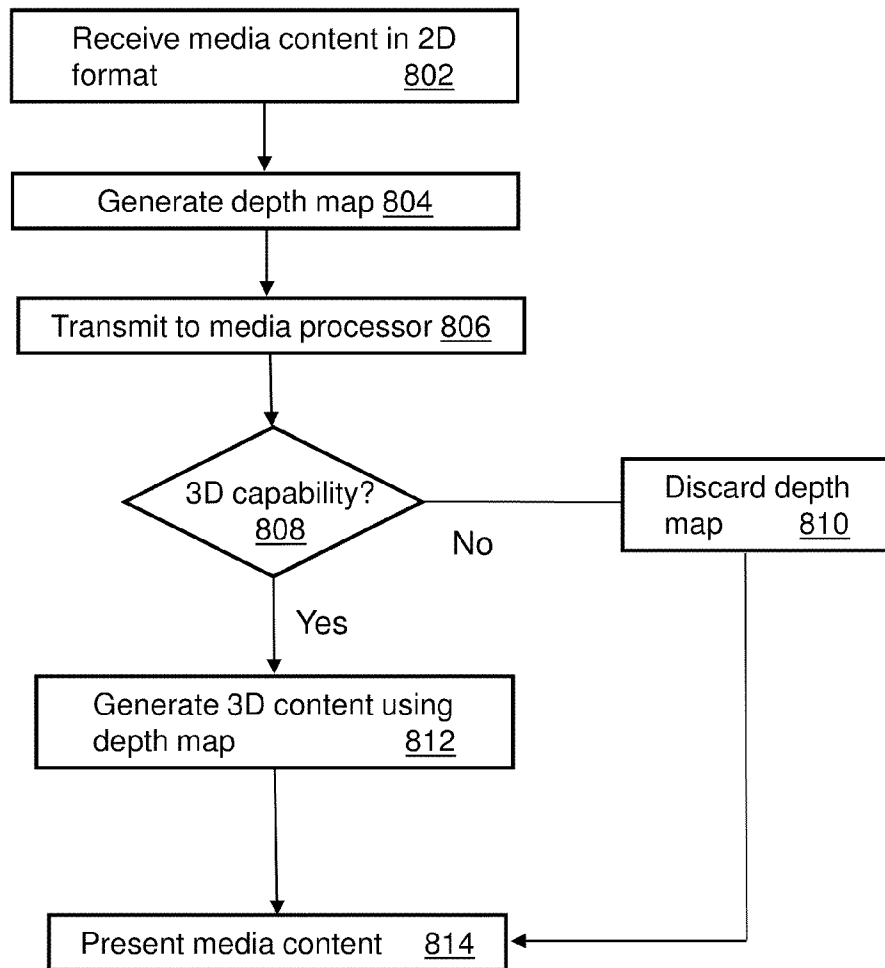 Receive media content in 2D
format 802
Generate depth map 804
Transmit to media processor 806
3D capability?
808
No
Discard depth
map 810
Yes
Generate 3D content using
depth map 812
Present media content 814